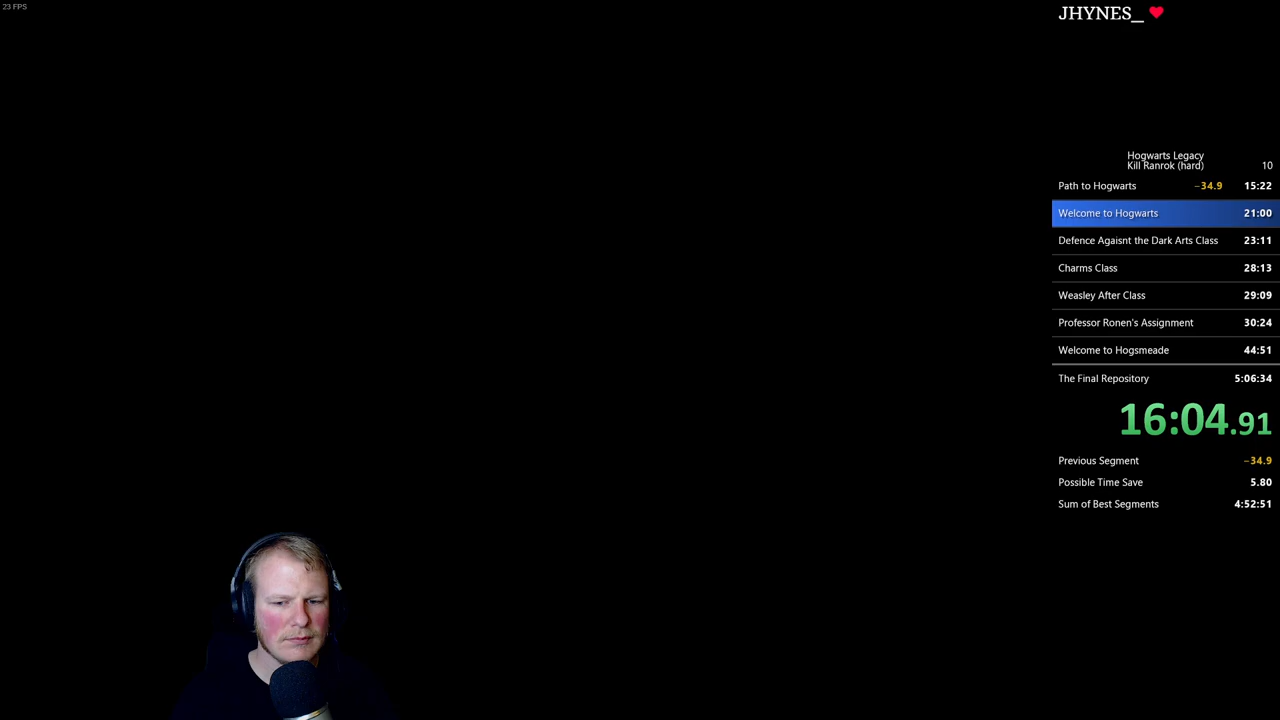 23 FPS
JHYNES_ ❤
Hogwarts Legacy
Kill Ranrok (hard) 10
Path to Hogwarts −34.9 15:22
Welcome to Hogwarts 21:00
Defence Agaisnt the Dark Arts Class 23:11
Charms Class 28:13
Weasley After Class 29:09
Professor Ronen's Assignment 30:24
Welcome to Hogsmeade 44:51
The Final Repository 5:06:34
16:04.91
Previous Segment −34.9
Possible Time Save 5.80
Sum of Best Segments 4:52:51